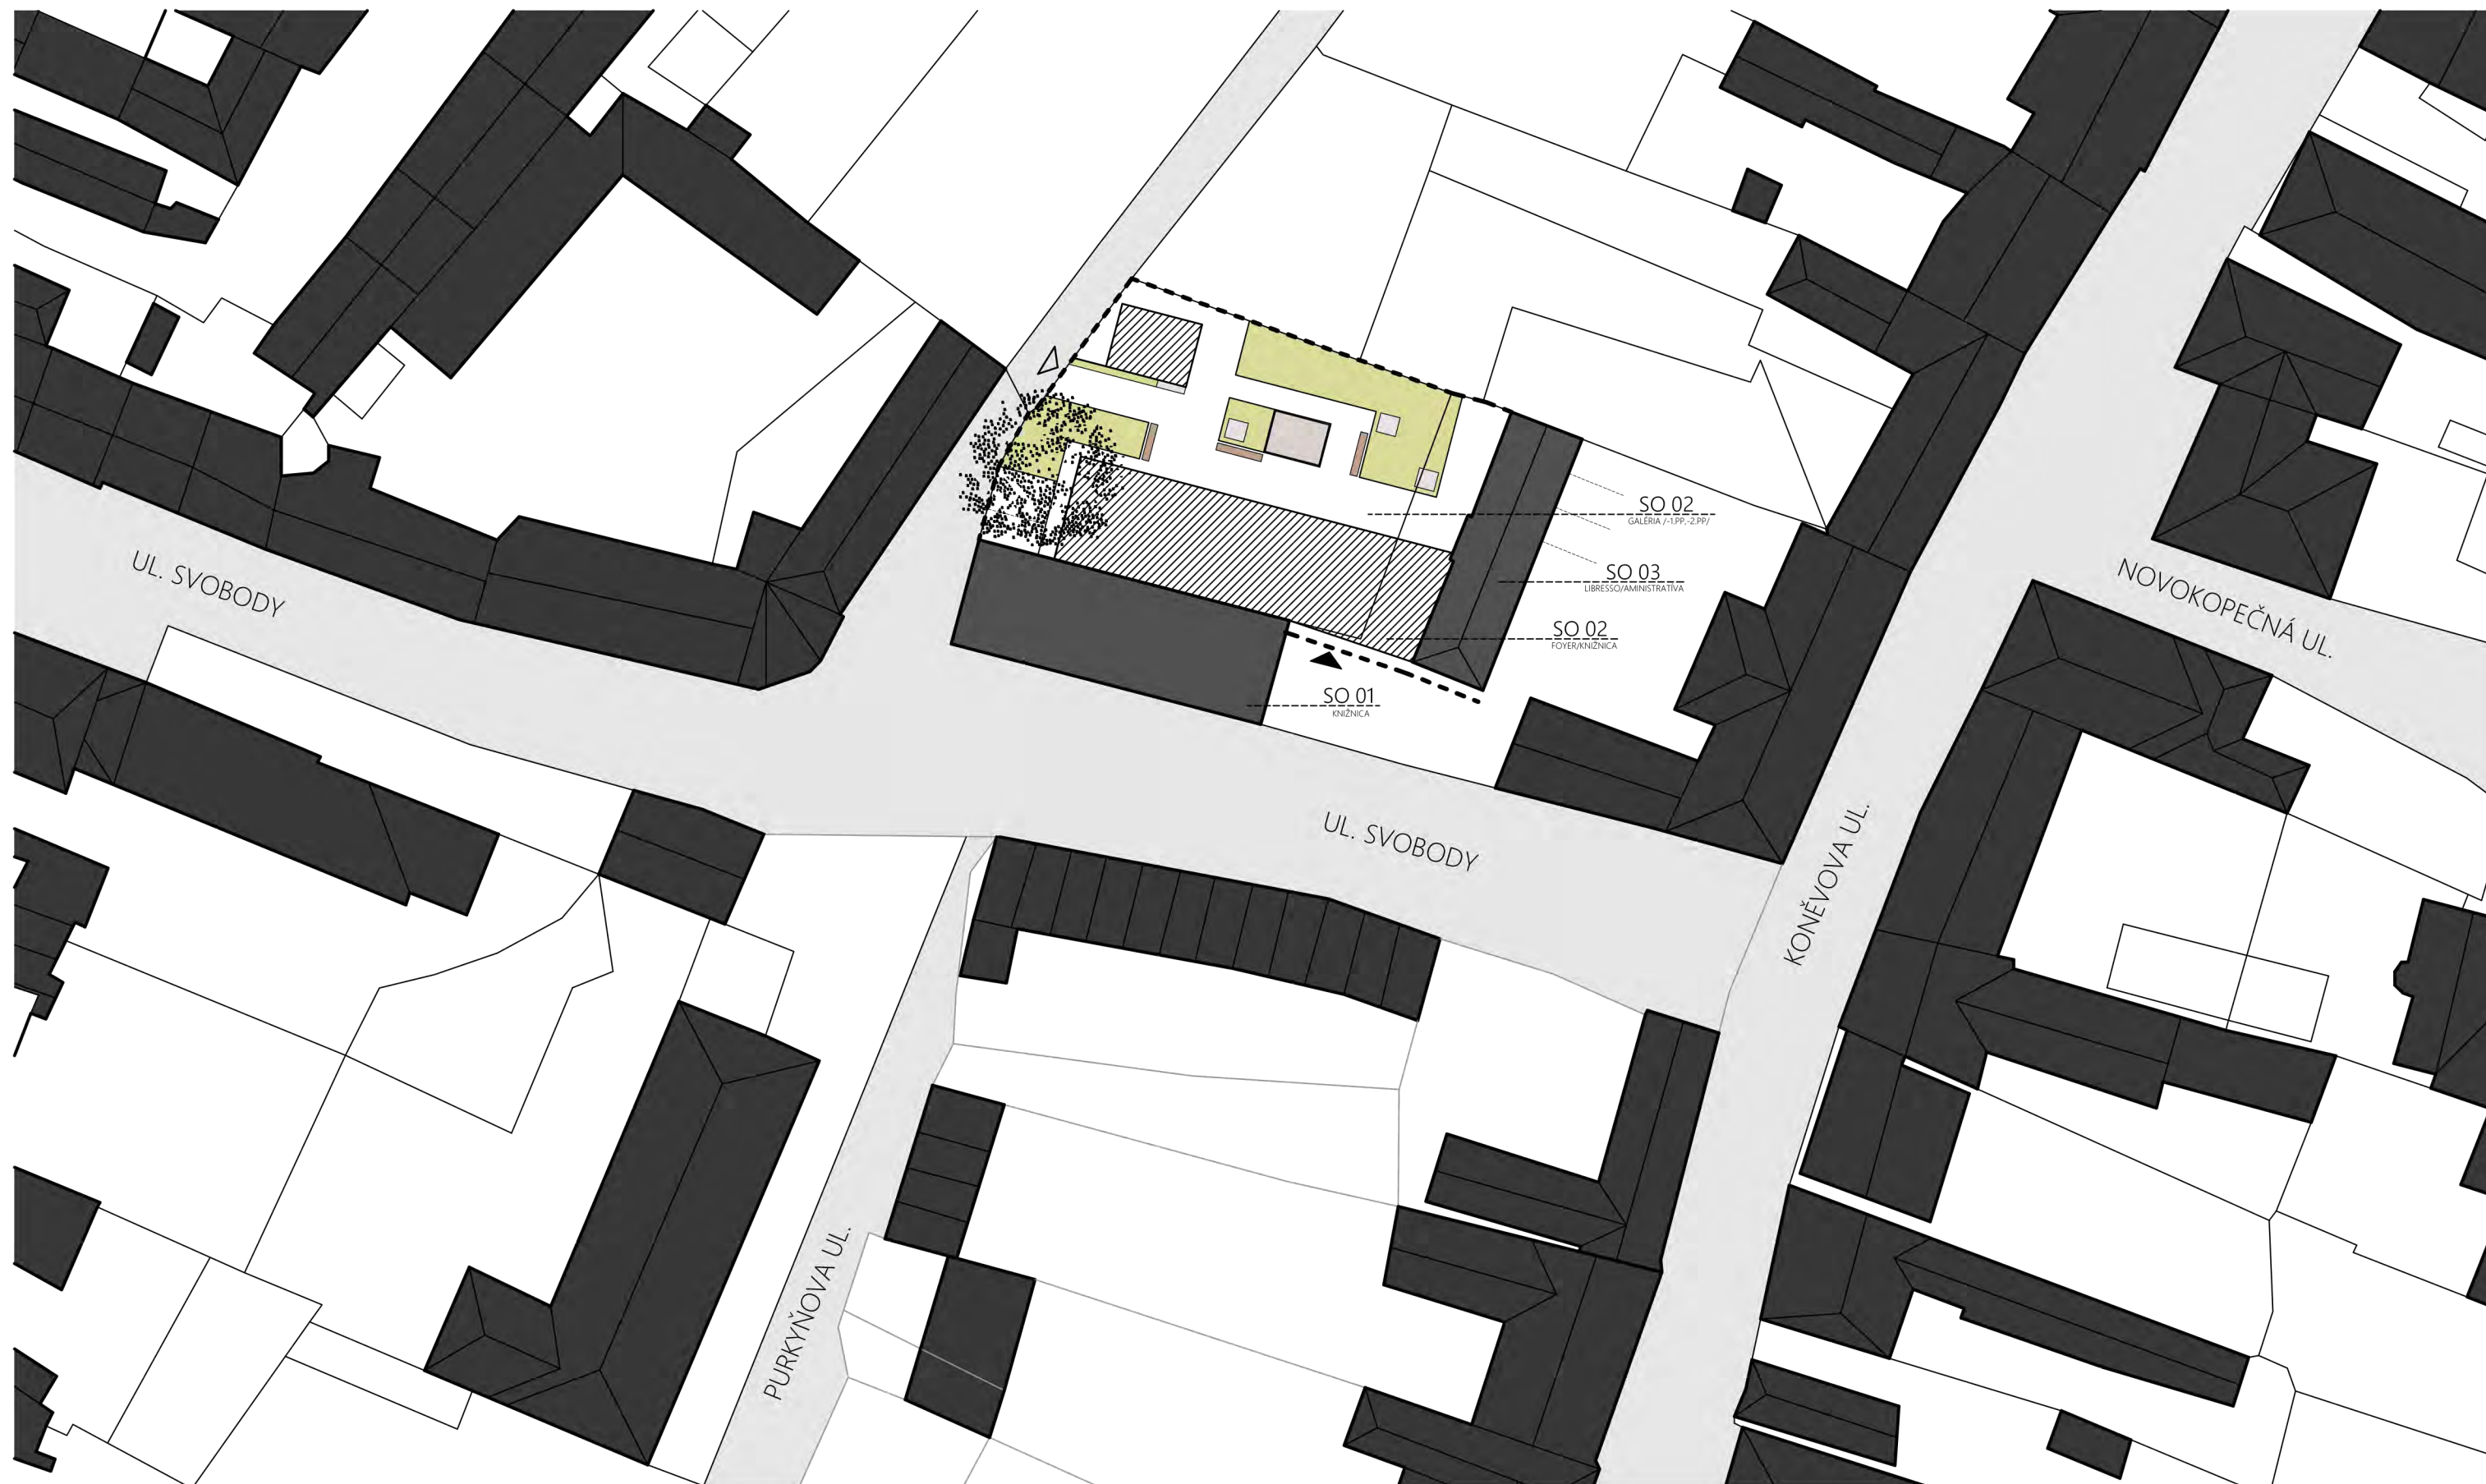 SO 02
GALÉRIA /-1.PP,-2.PP/
SO 03
LIBRESSO/AMINISTRATÍVA
SO 02
FOYER/KNIŽNICA
SO 01
KNIŽNICA
UL. SVOBODY
NOVOKOPEČNÁ UL.
UL. SVOBODY
KONĚVOVA UL.
PURKYŇOVA UL.